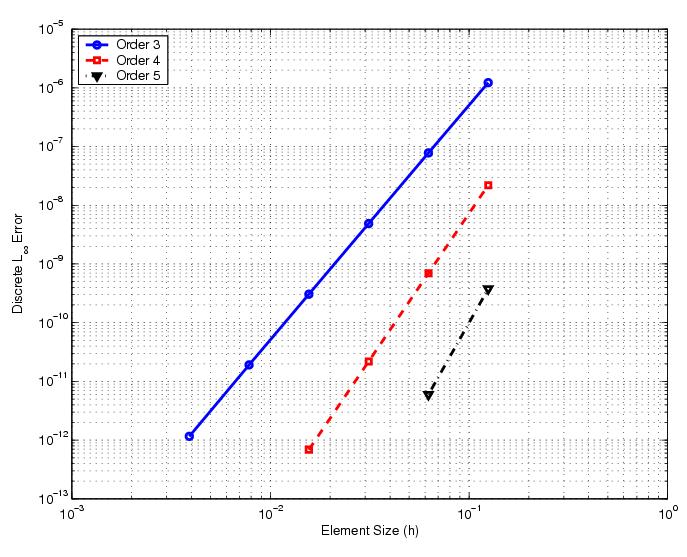 10⁻⁵
Order 3
Order 4
Order 5
10⁻⁶
10⁻⁷
10⁻⁸
10⁻⁹
10⁻¹⁰
10⁻¹¹
10⁻¹²
10⁻¹³
Discrete L∞ Error
10⁻³
10⁻²
10⁻¹
10⁰
Element Size (h)